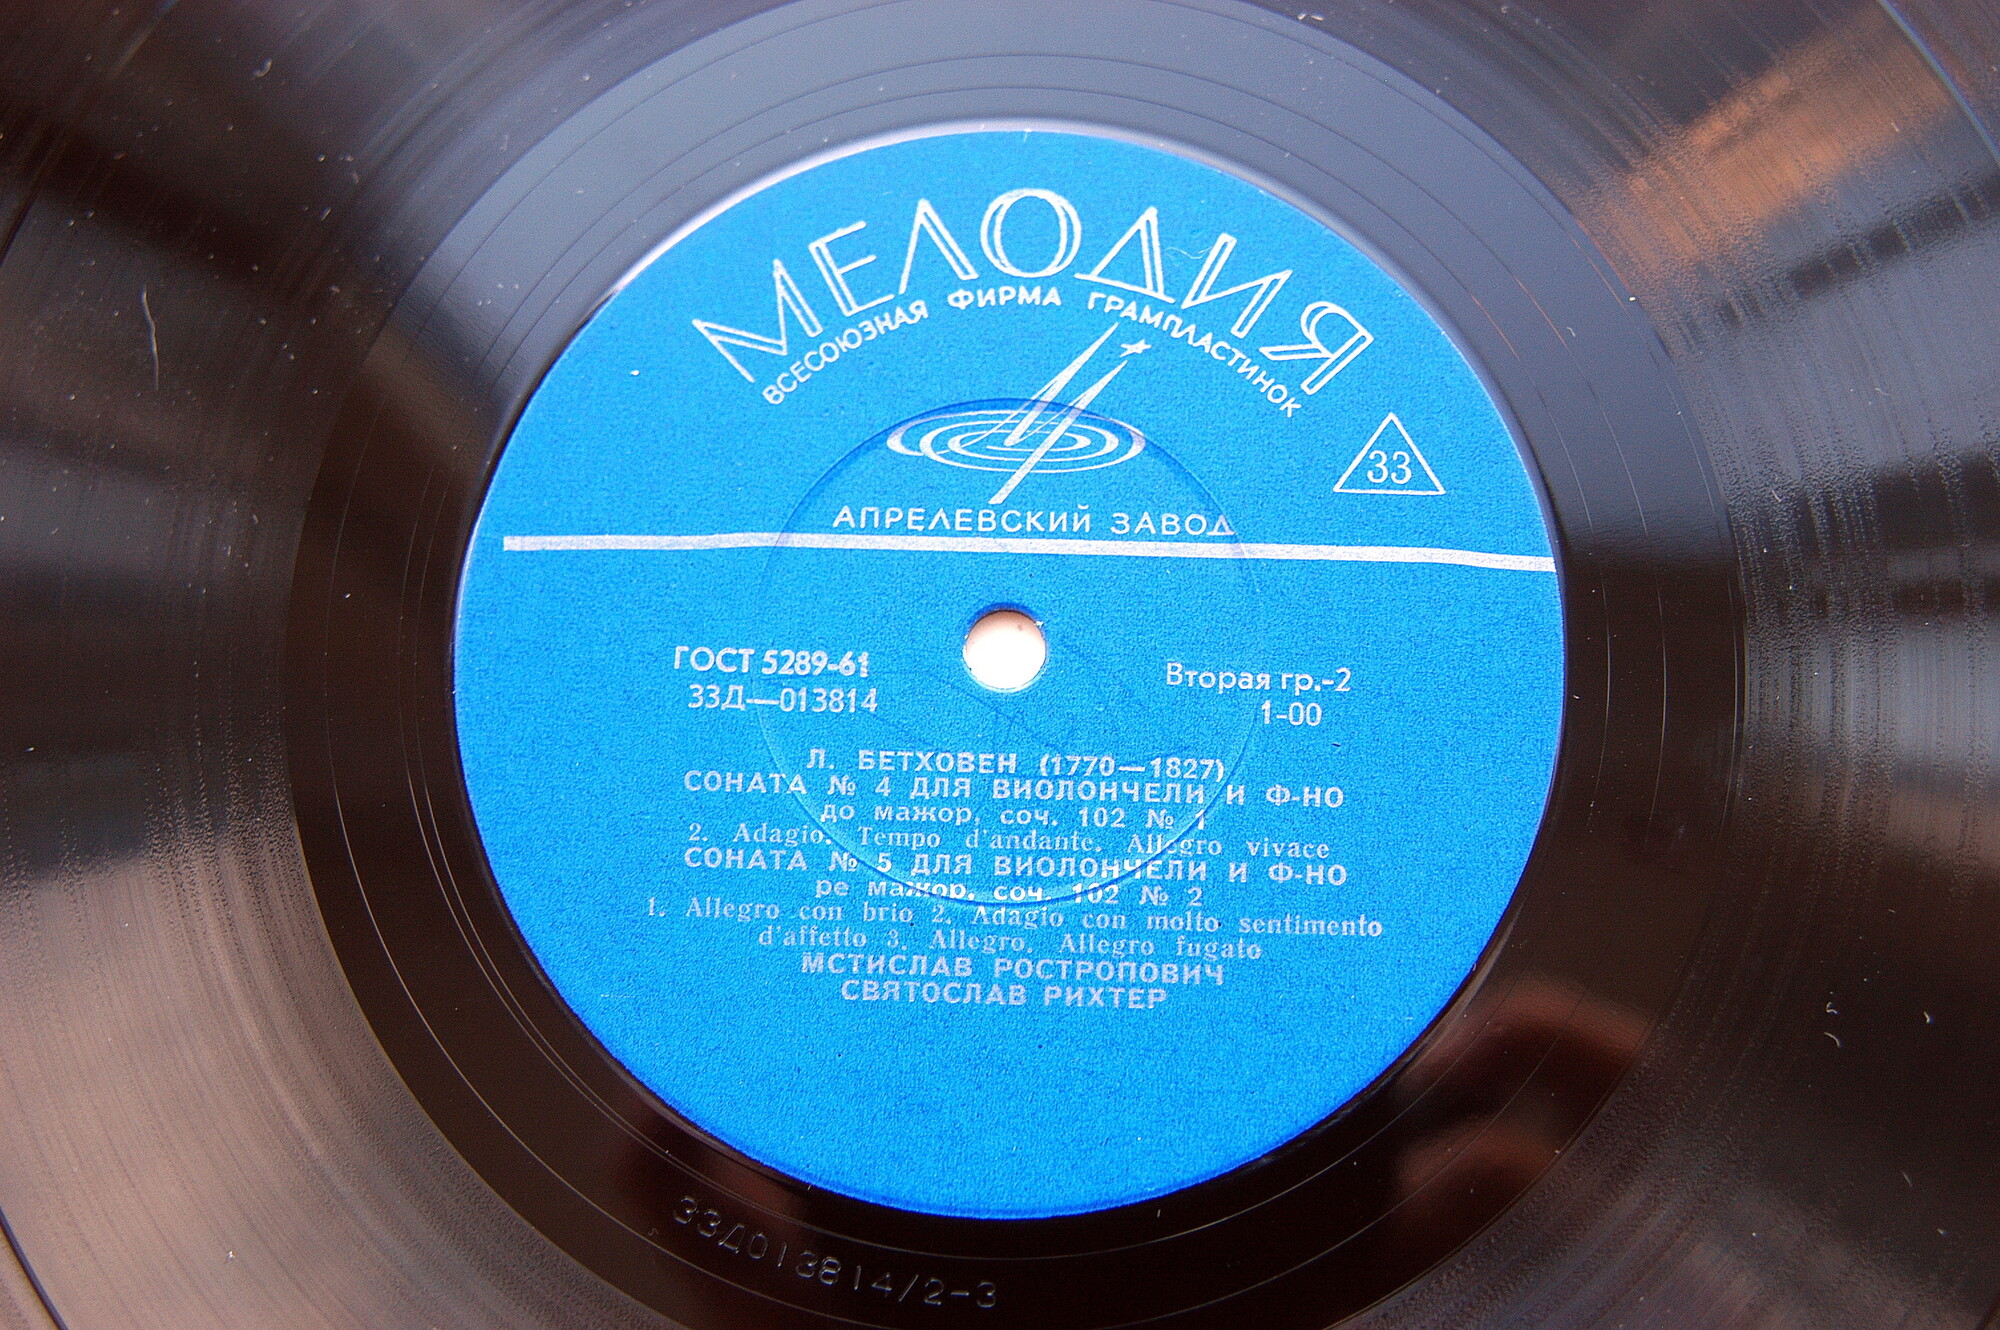 МЕЛОДИЯ
ВСЕСОЮЗНАЯ ФИРМА ГРАМПЛАСТИНОК
33
АПРЕЛЕВСКИЙ ЗАВОД
ГОСТ 5289-61
33Д—013814
Вторая гр.-2
1-00
Л. БЕТХОВЕН (1770—1827)
СОНАТА № 4 ДЛЯ ВИОЛОНЧЕЛИ И Ф-НО
до мажор, соч. 102 № 1
2. Adagio. Tempo d'andante. Allegro vivace
СОНАТА № 5 ДЛЯ ВИОЛОНЧЕЛИ И Ф-НО
ре мажор, соч. 102 № 2
1. Allegro con brio 2. Adagio con molto sentimento
d'affetto 3. Allegro. Allegro fugato
МСТИСЛАВ РОСТРОПОВИЧ
СВЯТОСЛАВ РИХТЕР
33Д013814/2-3